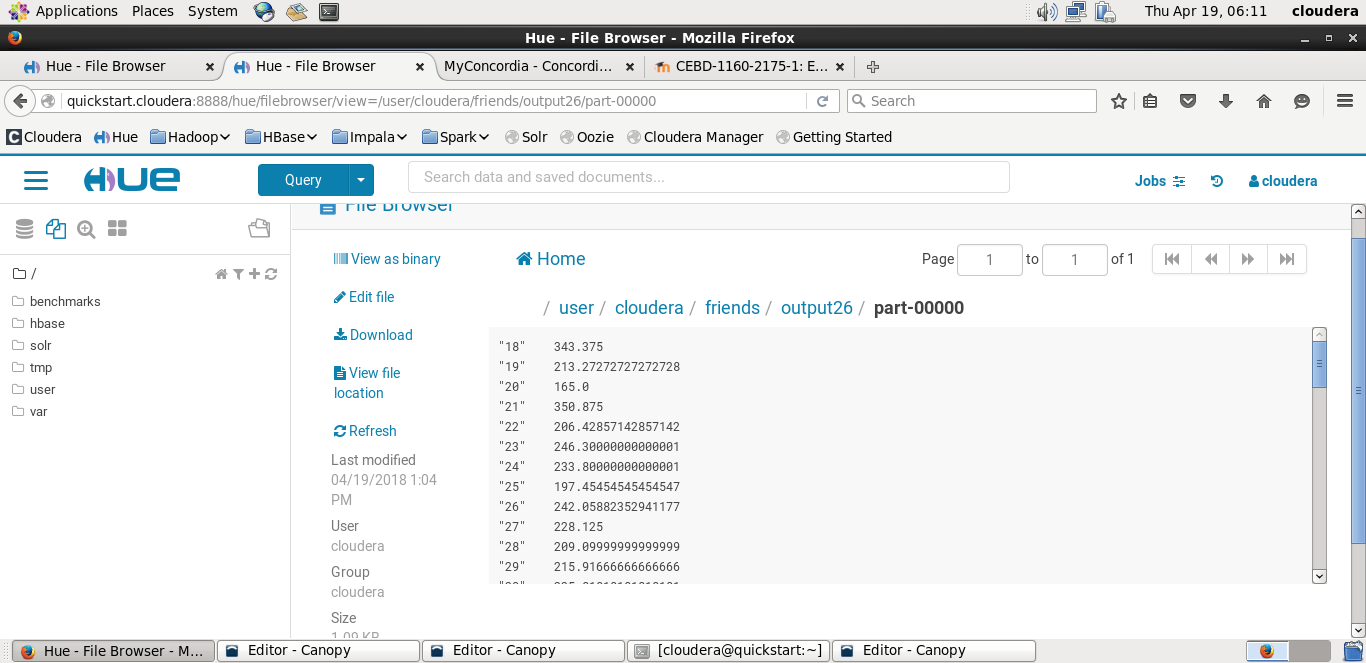 Applications Places System Thu Apr 19, 06:11 cloudera
Hue - File Browser - Mozilla Firefox
Hue - File Browser Hue - File Browser MyConcordia - Concordi... CEBD-1160-2175-1: E...
quickstart.cloudera:8888/hue/filebrowser/view=/user/cloudera/friends/output26/part-00000 Search
Cloudera Hue Hadoop HBase Impala Spark Solr Oozie Cloudera Manager Getting Started
HUE Query Search data and saved documents... Jobs cloudera
File Browser
/
benchmarks
hbase
solr
tmp
user
var
View as binary
Edit file
Download
View file
location
Refresh
Last modified
04/19/2018 1:04
PM
User
cloudera
Group
cloudera
Size
1.09 KB
Home Page 1 to 1 of 1
/ user / cloudera / friends / output26 / part-00000
"18" 343.375
"19" 213.27272727272728
"20" 165.0
"21" 350.875
"22" 206.42857142857142
"23" 246.30000000000001
"24" 233.80000000000001
"25" 197.45454545454547
"26" 242.05882352941177
"27" 228.125
"28" 209.09999999999999
"29" 215.91666666666666
Hue - File Browser - M... Editor - Canopy Editor - Canopy [cloudera@quickstart:~] Editor - Canopy